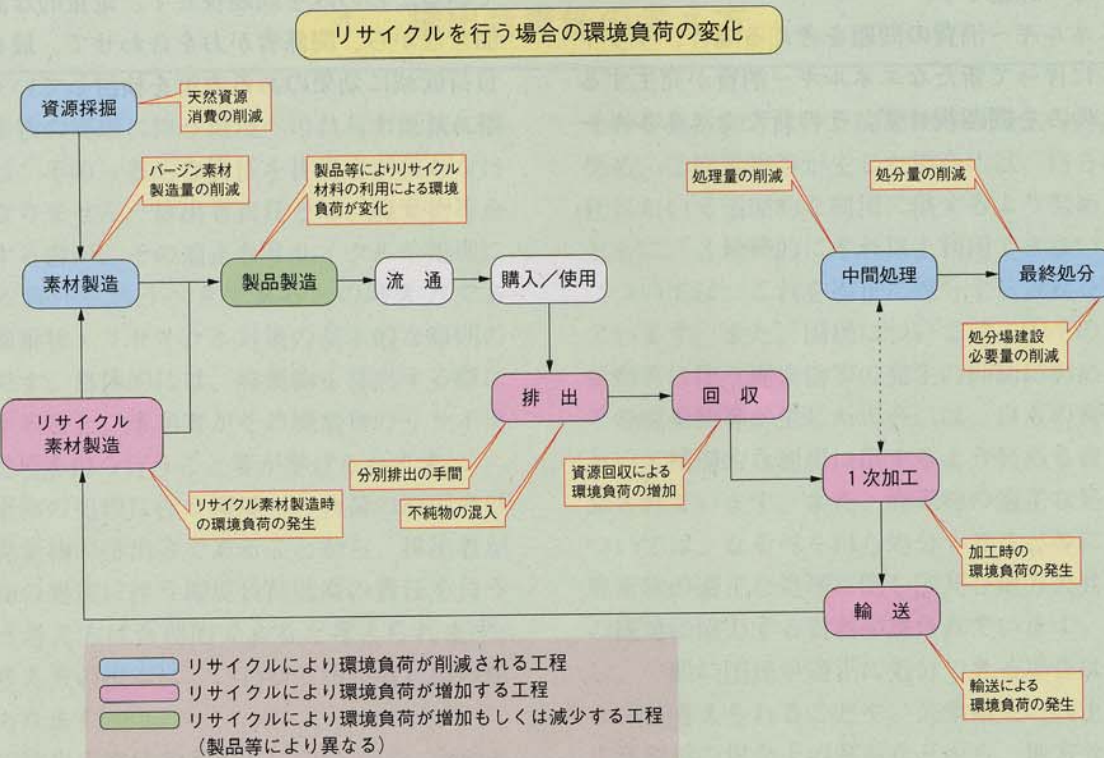 リサイクルを行う場合の環境負荷の変化
資源採掘
天然資源
消費の削減
バージン素材
製造量の削減
製品等によりリサイクル
材料の利用による環境
負荷が変化
処理量の削減
処分量の削減
素材製造
製品製造
流通
購入／使用
中間処理
最終処分
処分場建設
必要量の削減
リサイクル
素材製造
排出
回収
リサイクル素材製造時
の環境負荷の発生
分別排出の手間
不純物の混入
資源回収による
環境負荷の増加
1次加工
加工時の
環境負荷の発生
輸送
輸送による
環境負荷の発生
リサイクルにより環境負荷が削減される工程
リサイクルにより環境負荷が増加する工程
リサイクルにより環境負荷が増加もしくは減少する工程
（製品等により異なる）